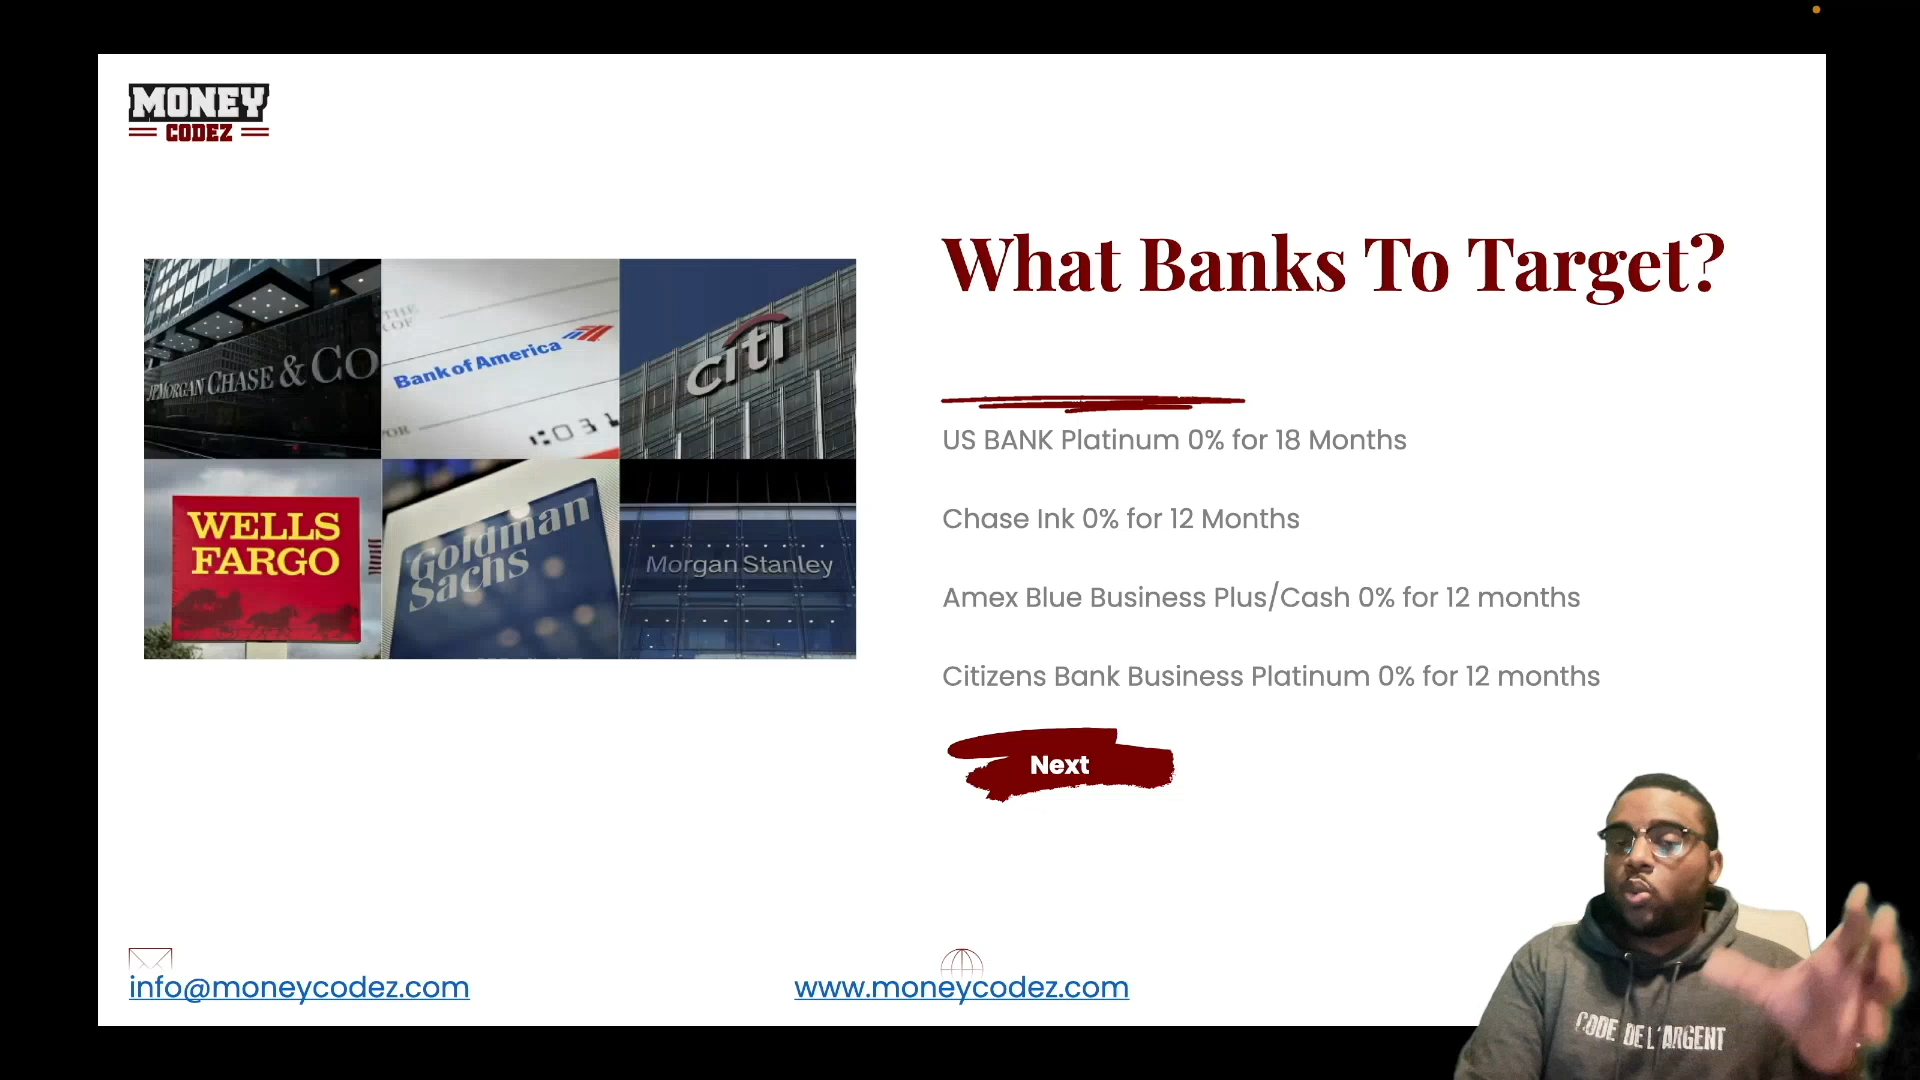 MONEY
CODEZ
What Banks To Target?
JPMORGAN CHASE & CO
THE
OF
Bank of America
FOR
citi
WELLS
FARGO
Goldman
Sachs
Morgan Stanley
US BANK Platinum 0% for 18 Months
Chase Ink 0% for 12 Months
Amex Blue Business Plus/Cash 0% for 12 months
Citizens Bank Business Platinum 0% for 12 months
Next
info@moneycodez.com
www.moneycodez.com
CODE DE L'ARGENT